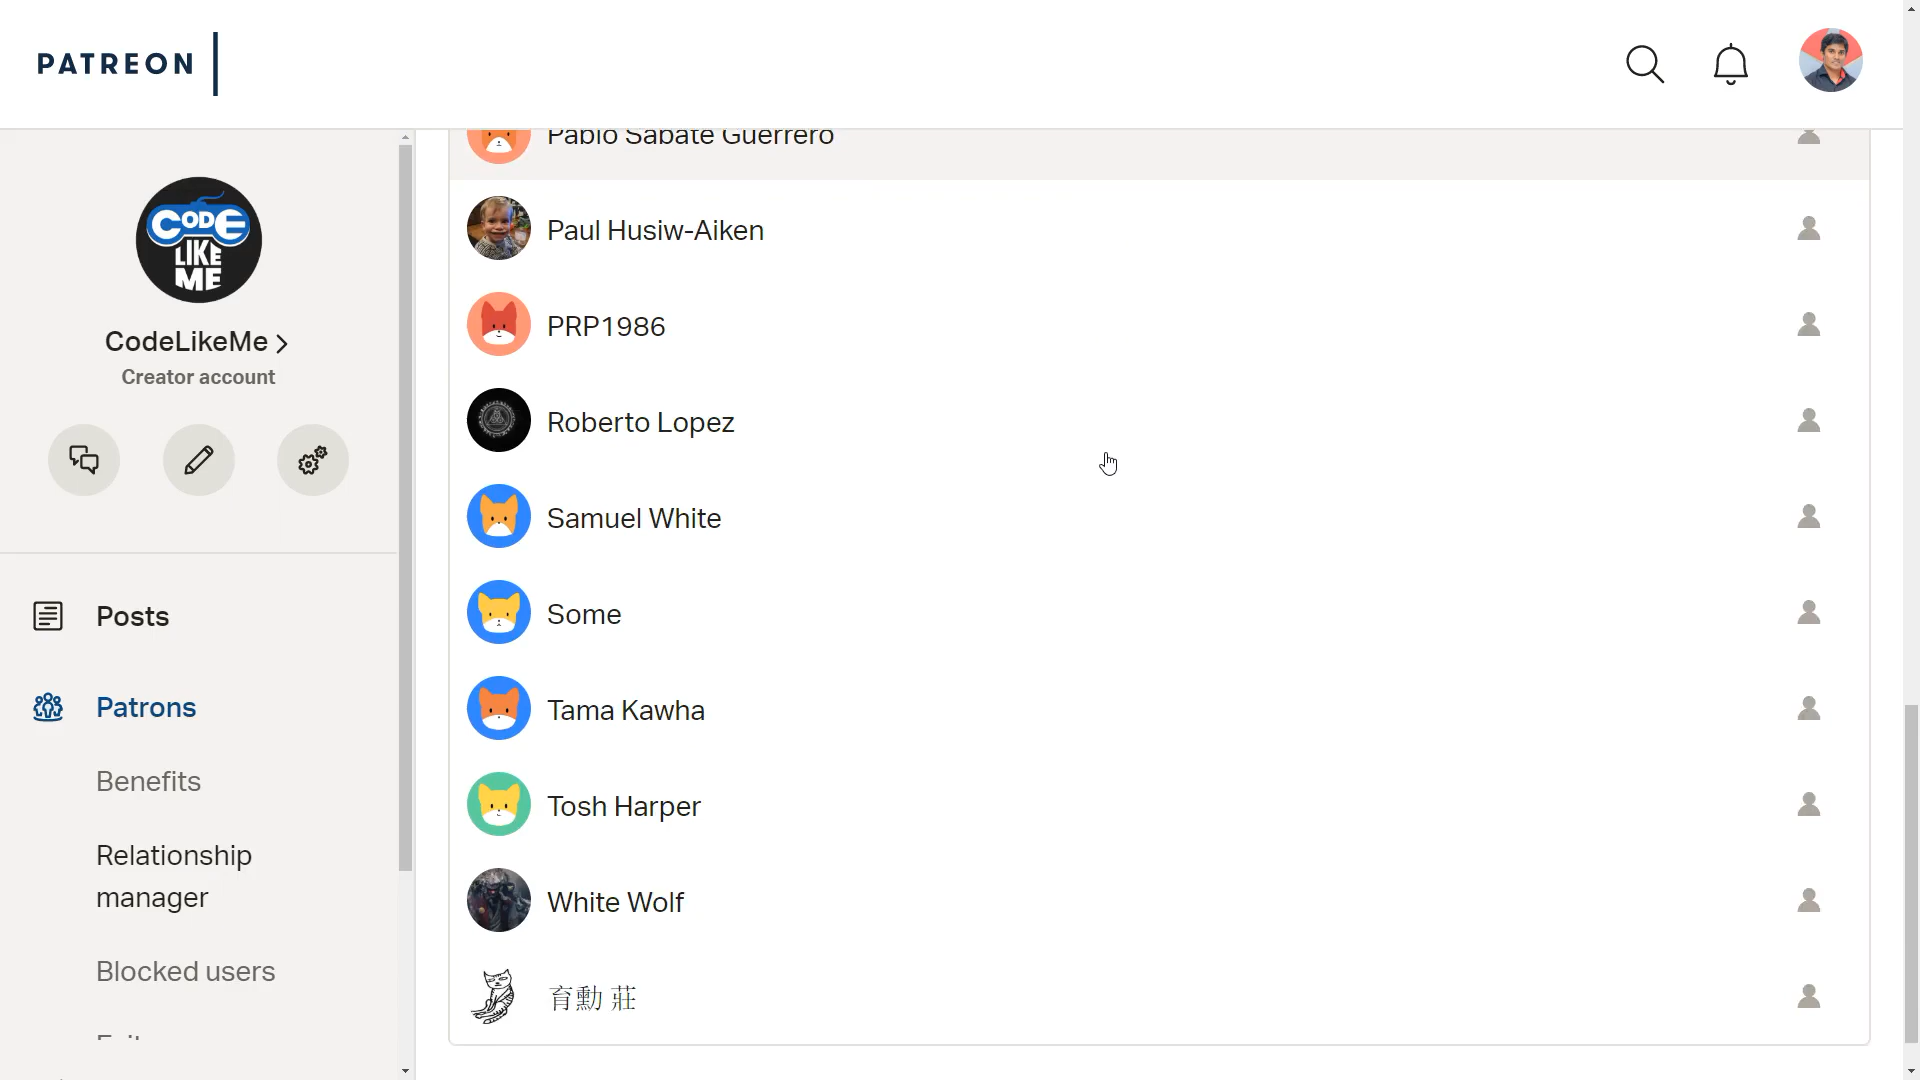 PATREON
CODE
LIKE
ME
CodeLikeMe
Creator account
Posts
Patrons
Benefits
Relationship
manager
Blocked users
Pablo Sabate Guerrero
Paul Husiw-Aiken
PRP1986
Roberto Lopez
Samuel White
Some
Tama Kawha
Tosh Harper
White Wolf
育勳 莊